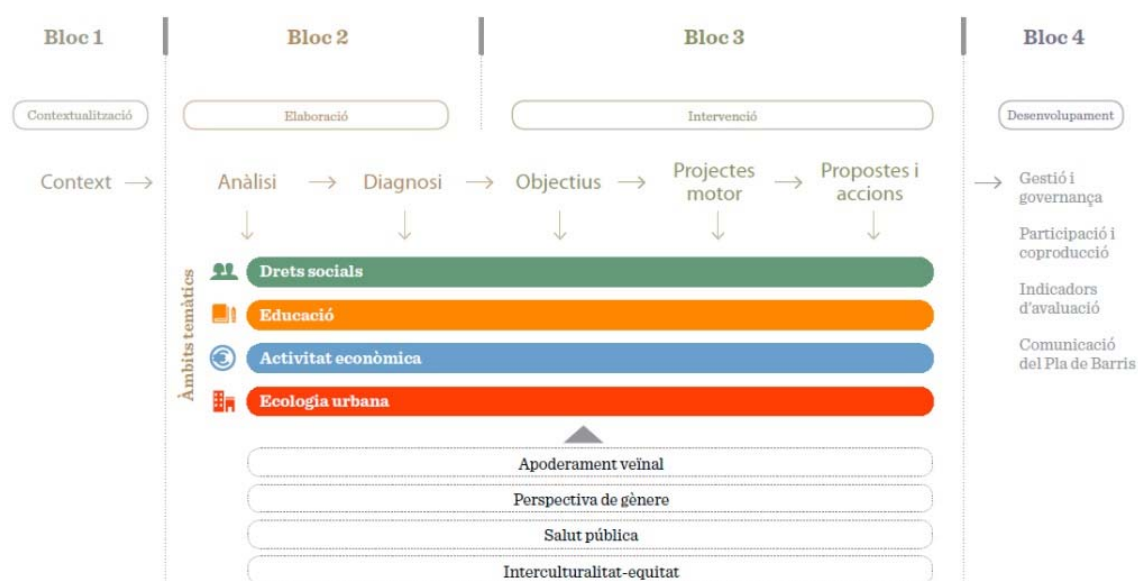 Bloc 1
Bloc 2
Bloc 3
Bloc 4
Contextualització
Elaboració
Intervenció
Desenvolupament
Context
Anàlisi
Diagnosi
Objectius
Projectes
motor
Propostes i
accions
Gestió i
governança
Participació i
coproducció
Indicadors
d'avaluació
Comunicació
del Pla de Barris
Àmbits temàtics
Drets socials
Educació
Activitat econòmica
Ecologia urbana
Apoderament veïnal
Perspectiva de gènere
Salut pública
Interculturalitat-equitat